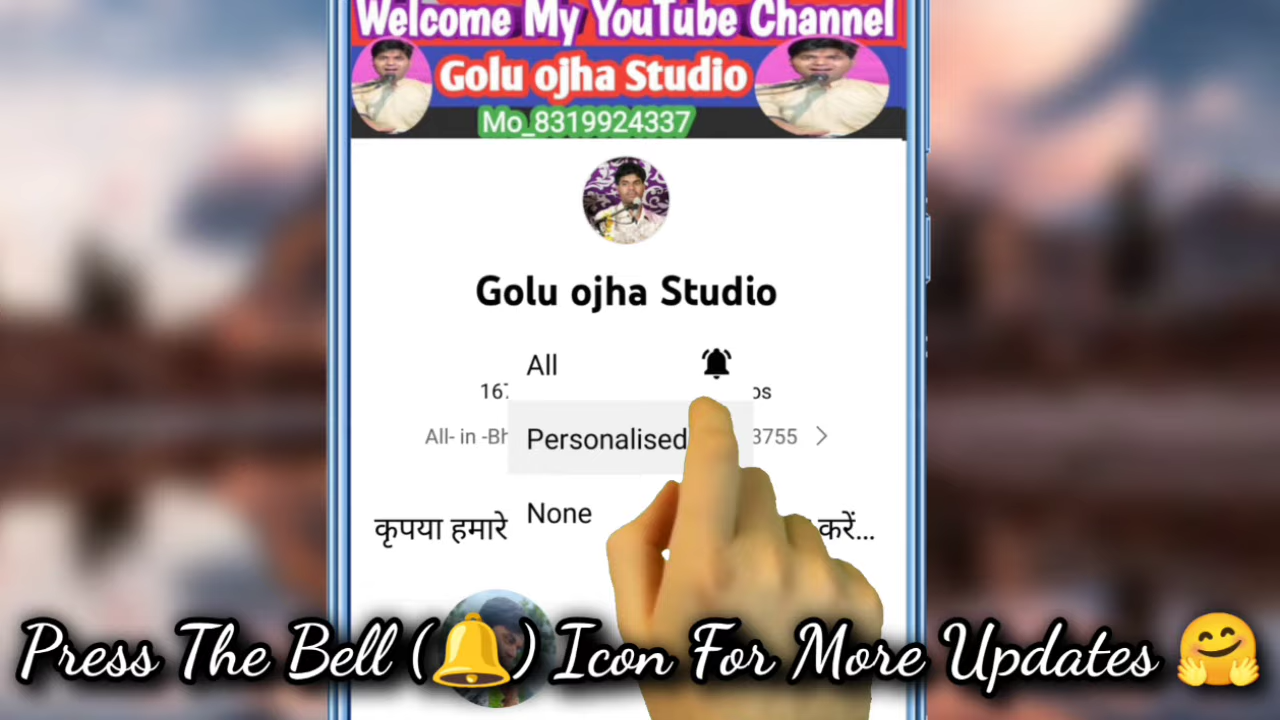 Welcome My YouTube Channel
Golu ojha Studio
Mo_8319924337
Golu ojha Studio
All
Personalised
3755
None
कृपया हमारे
करें...
Press The Bell (🔔) Icon For More Updates 🤗